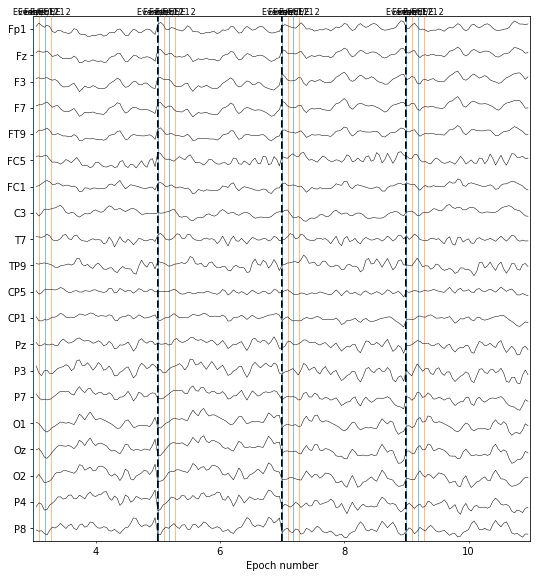 Fp1
Fz
F3
F7
FT9
FC5
FC1
C3
T7
TP9
CP5
CP1
Pz
P3
P7
O1
Oz
O2
P4
P8
4 6 8 10
Epoch number